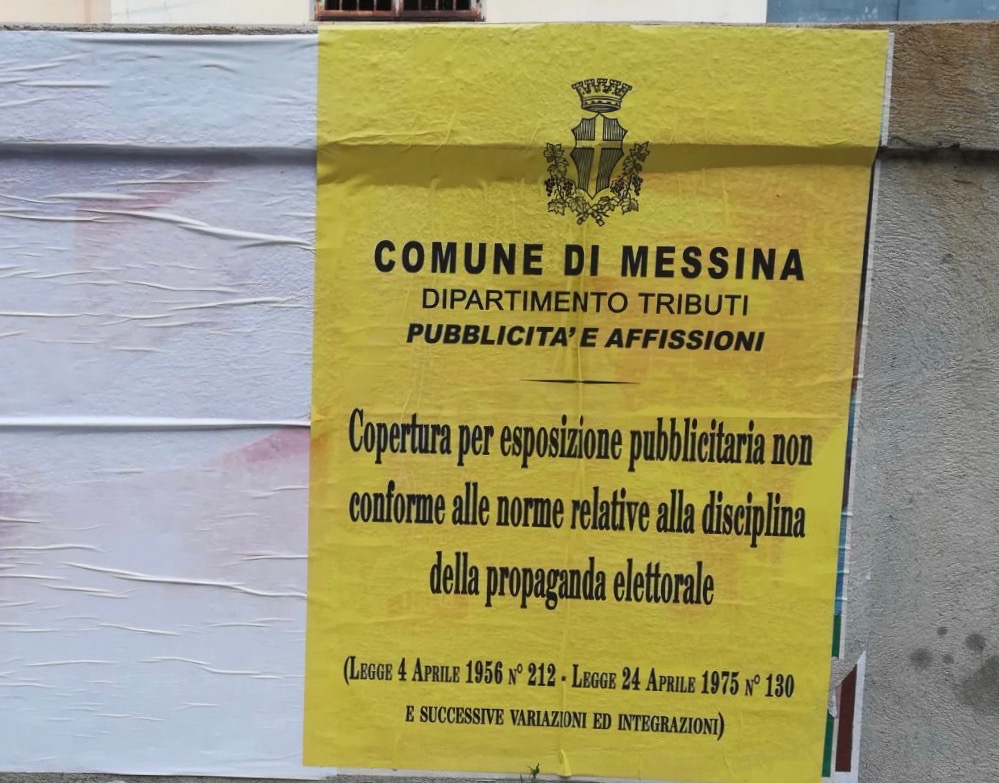 COMUNE DI MESSINA
DIPARTIMENTO TRIBUTI
PUBBLICITA' E AFFISSIONI
Copertura per esposizione pubblicitaria non
conforme alle norme relative alla disciplina
della propaganda elettorale
(LEGGE 4 APRILE 1956 N° 212 - LEGGE 24 APRILE 1975 N° 130
E SUCCESSIVE VARIAZIONI ED INTEGRAZIONI)